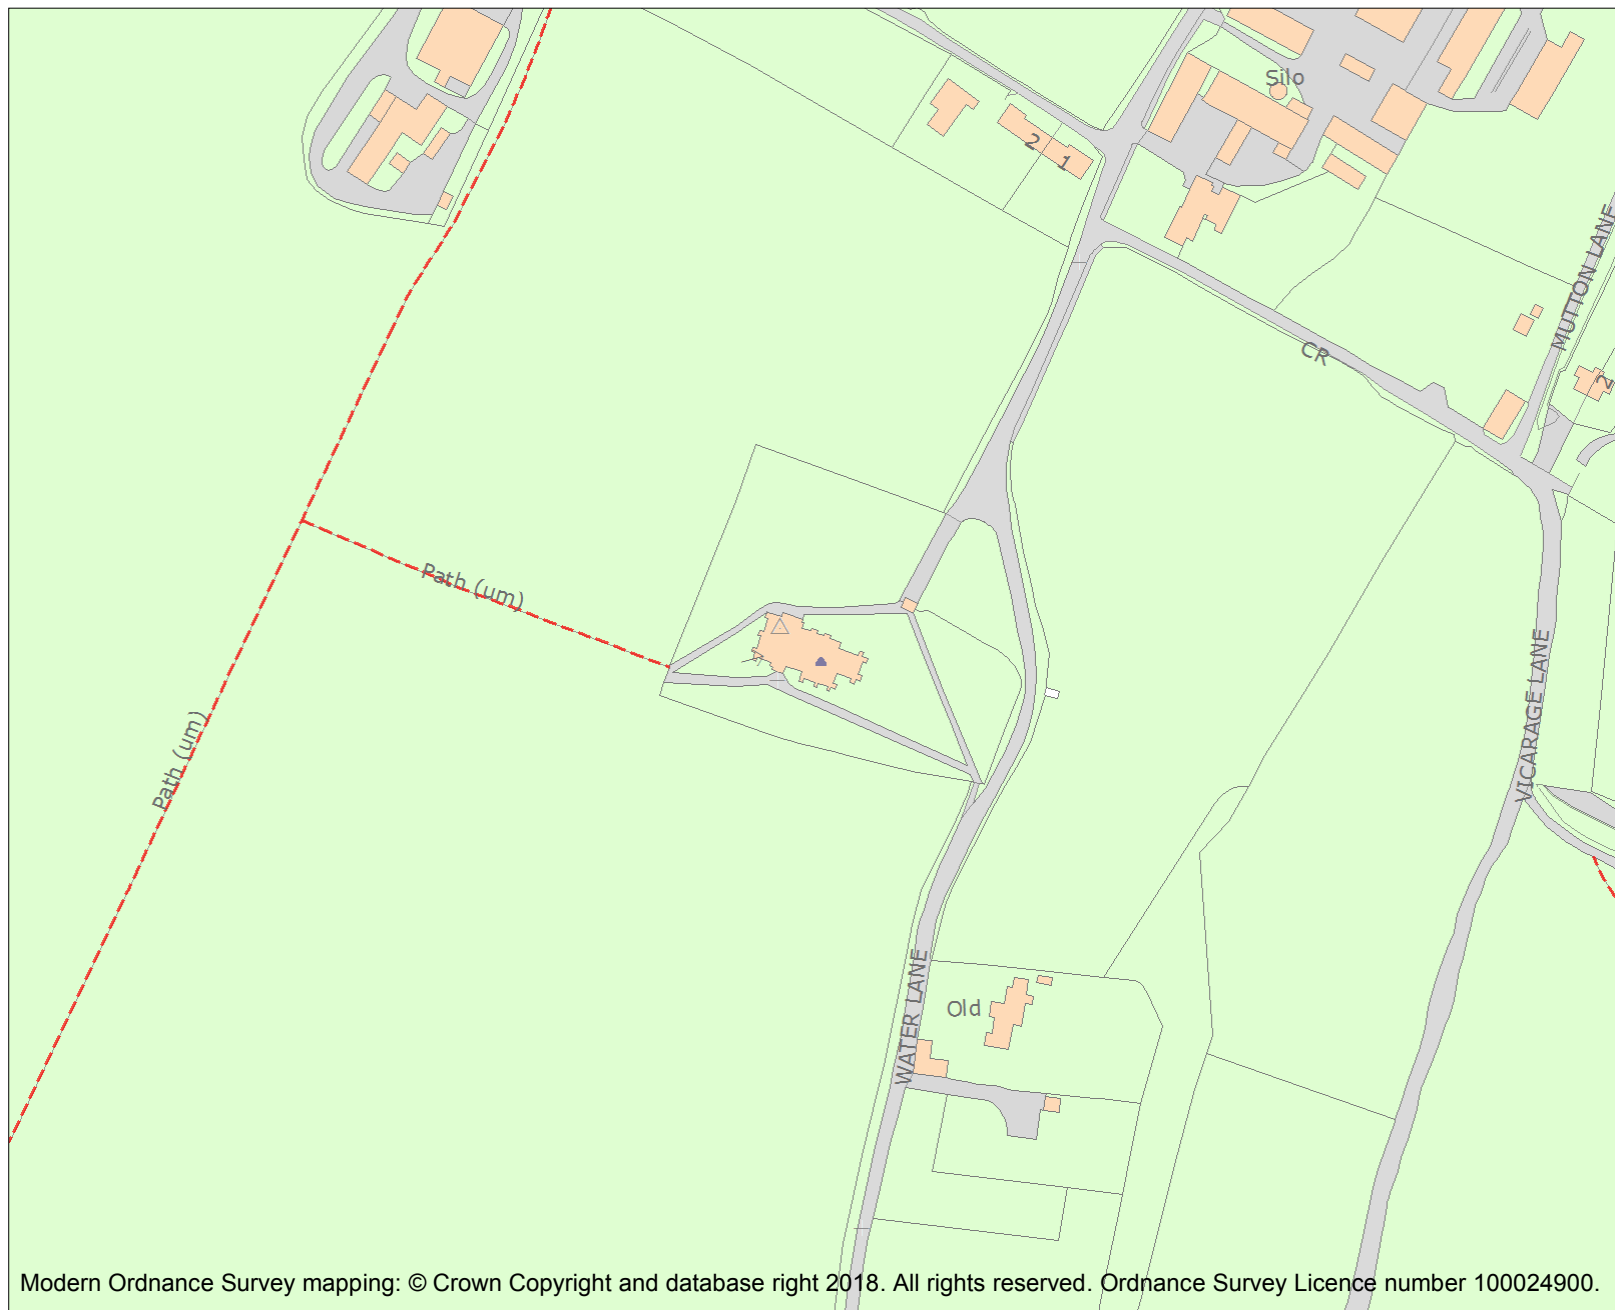 Silo
2
1
MUTTON LANE
CR
2
Path (um)
Path (um)
VICARAGE LANE
WATER LANE
Old
Modern Ordnance Survey mapping: © Crown Copyright and database right 2018. All rights reserved. Ordnance Survey Licence number 100024900.